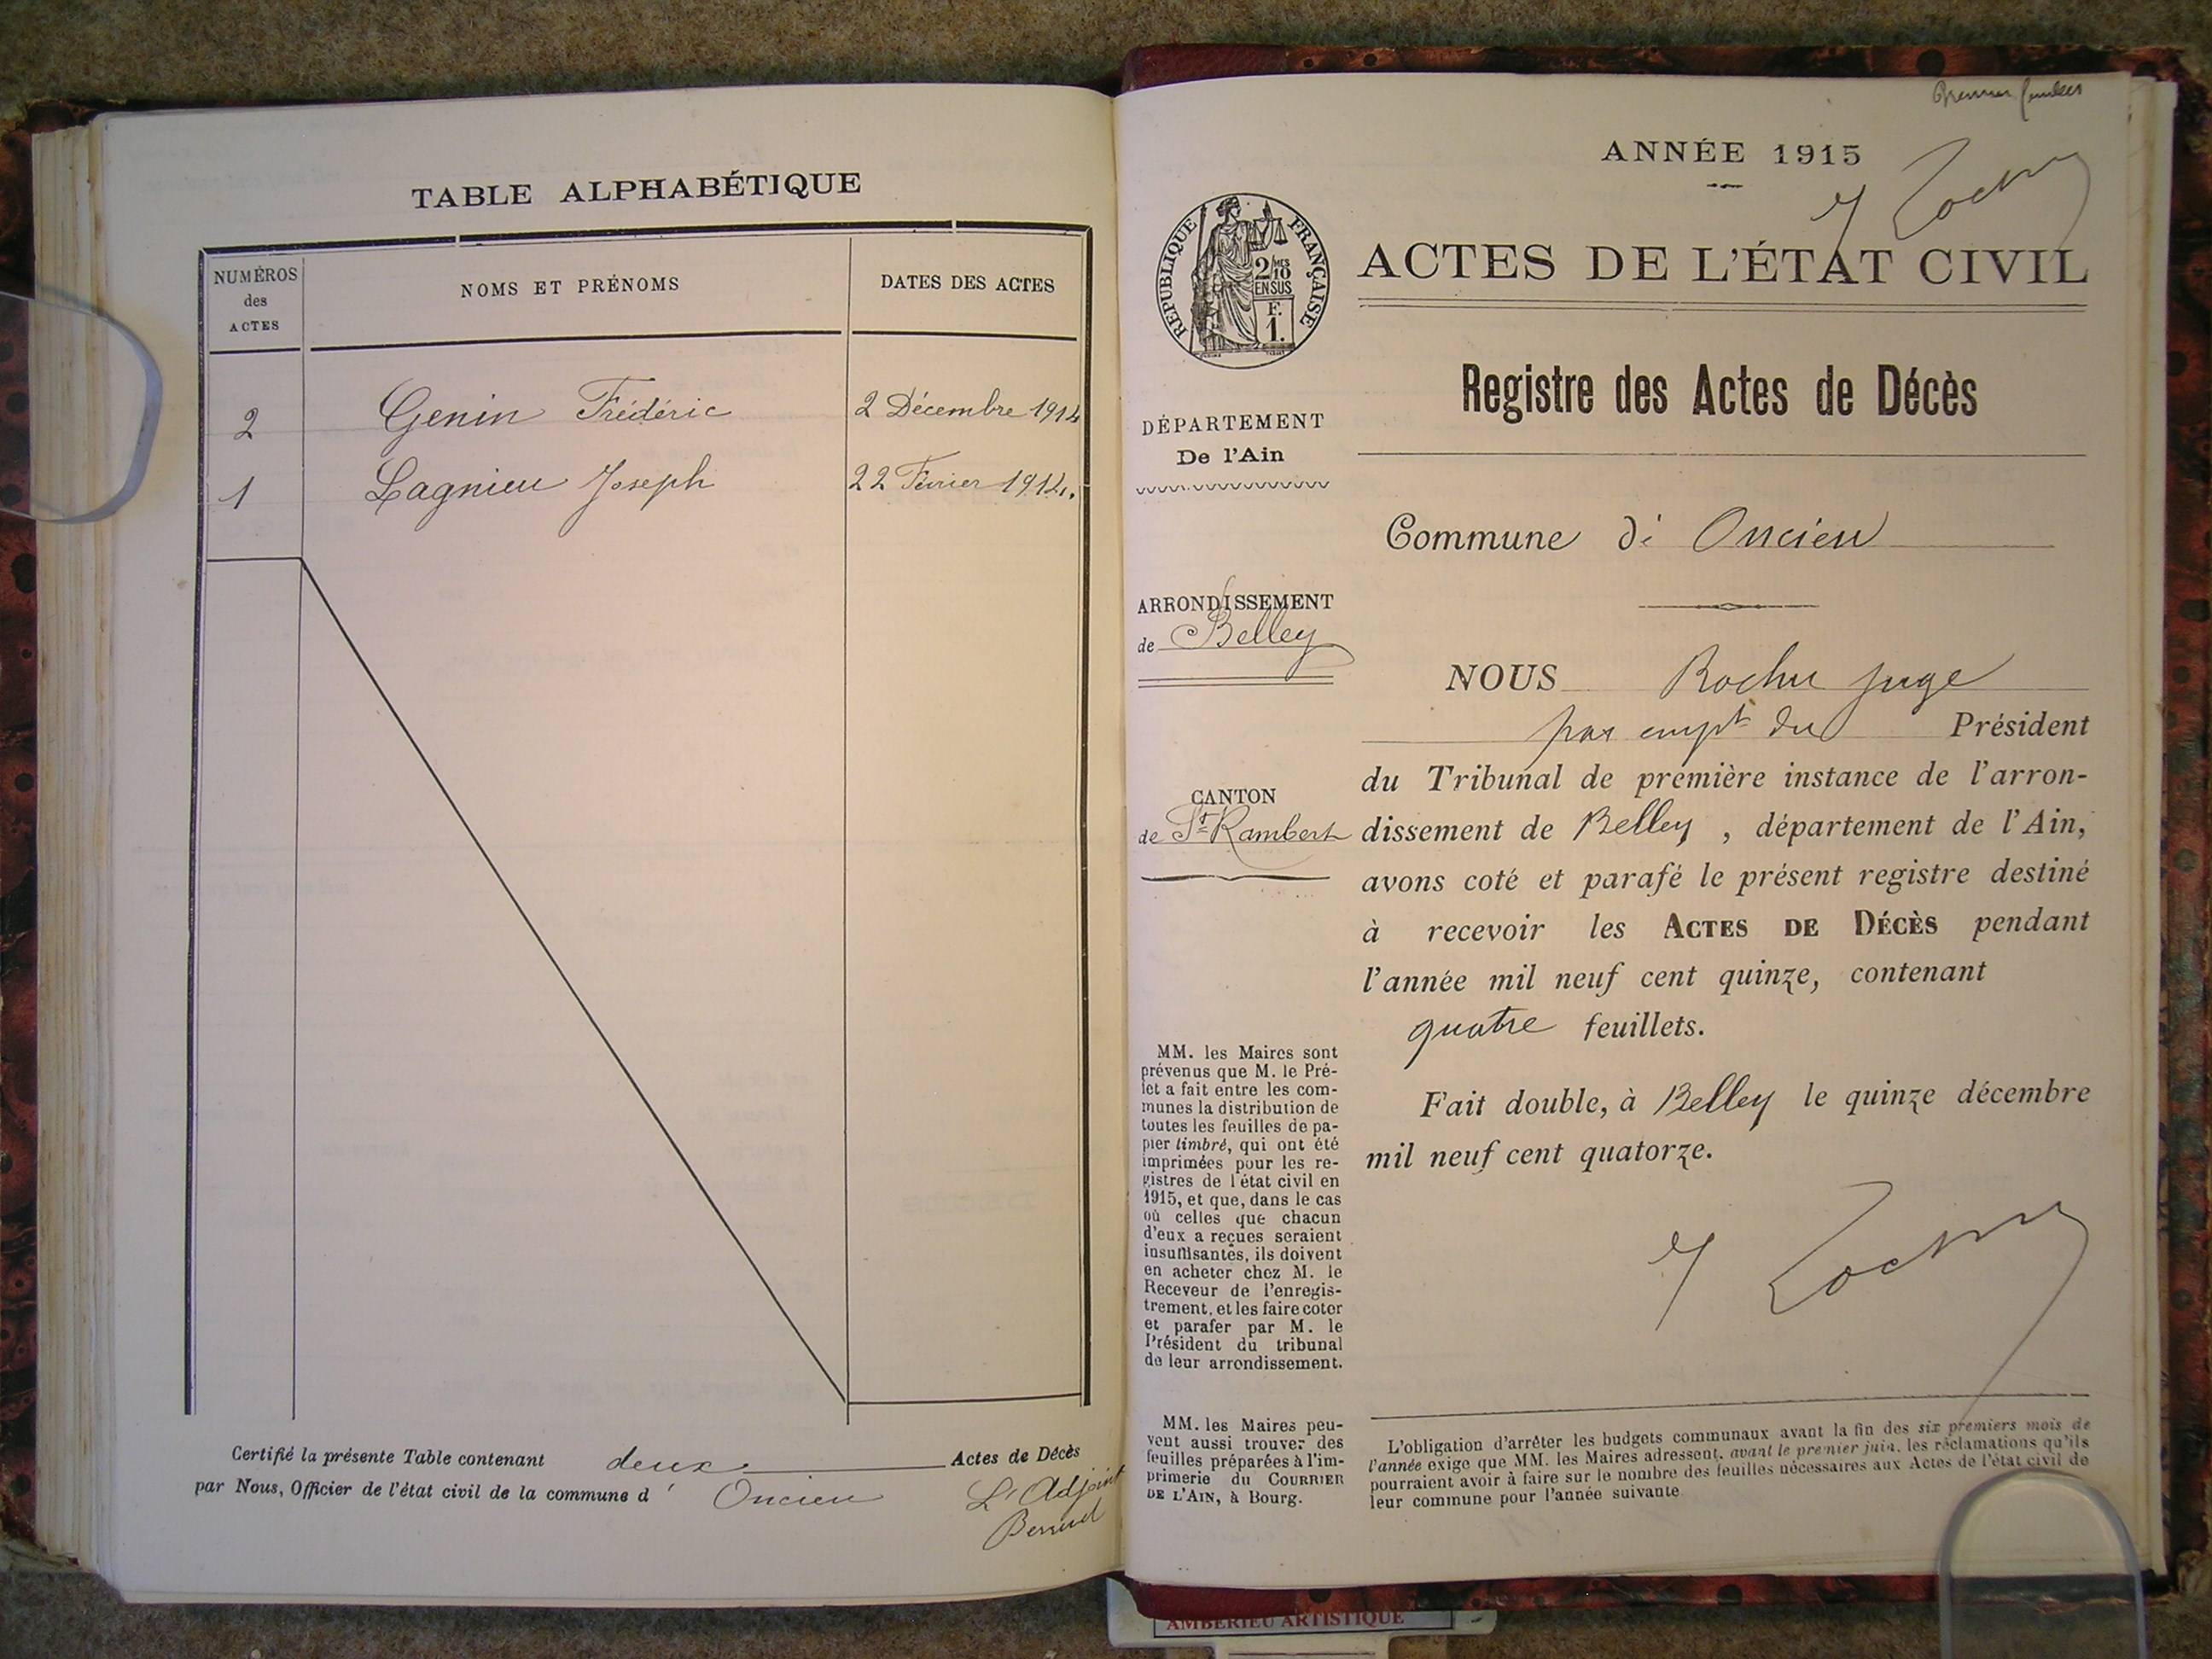 TABLE ALPHABÉTIQUE
NUMÉROS
des
ACTES
NOMS ET PRÉNOMS
DATES DES ACTES
2 Genin Frédéric 2 Décembre 1914
1 Lagnieu Joseph 22 Février 1914.
Certifié la présente Table contenant deux Actes de Décès
par Nous, Officier de l'état civil de la commune d' Oncieu
L'Adjoint
Premier feuillet
ANNÉE 1915
ACTES DE L'ÉTAT CIVIL
RÉPUBLIQUE FRANÇAISE
2/10 MES
EN SUS
F.
1.
Registre des Actes de Décès
DÉPARTEMENT
De l'Ain
Commune d' Oncieu
ARRONDISSEMENT
de Belley
CANTON
de St Rambert
NOUS Rochu juge
par empt du Président
du Tribunal de première instance de l'arron-
dissement de Belley, département de l'Ain,
avons coté et parafé le présent registre destiné
à recevoir les ACTES DE DÉCÈS pendant
l'année mil neuf cent quinze, contenant
quatre feuillets.
Fait double, à Belley le quinze décembre
mil neuf cent quatorze.
MM. les Maires sont
prévenus que M. le Pré-
fet a fait entre les com-
munes la distribution de
toutes les feuilles de pa-
pier timbré, qui ont été
imprimées pour les re-
gistres de l'état civil en
1915, et que, dans le cas
où celles que chacun
d'eux a reçues seraient
insuffisantes, ils doivent
en acheter chez M. le
Receveur de l'enregis-
trement, et les faire coter
et parafer par M. le
Président du tribunal
de leur arrondissement.
MM. les Maires peu-
vent aussi trouver des
feuilles préparées à l'im-
primerie du COURRIER
DE L'AIN, à Bourg.
L'obligation d'arrêter les budgets communaux avant la fin des six premiers mois de
l'année exige que MM. les Maires adressent, avant le premier juin, les réclamations qu'ils
pourraient avoir à faire sur le nombre des feuilles nécessaires aux Actes de l'état civil de
leur commune pour l'année suivante
AMBERIEU ARTISTIQUE